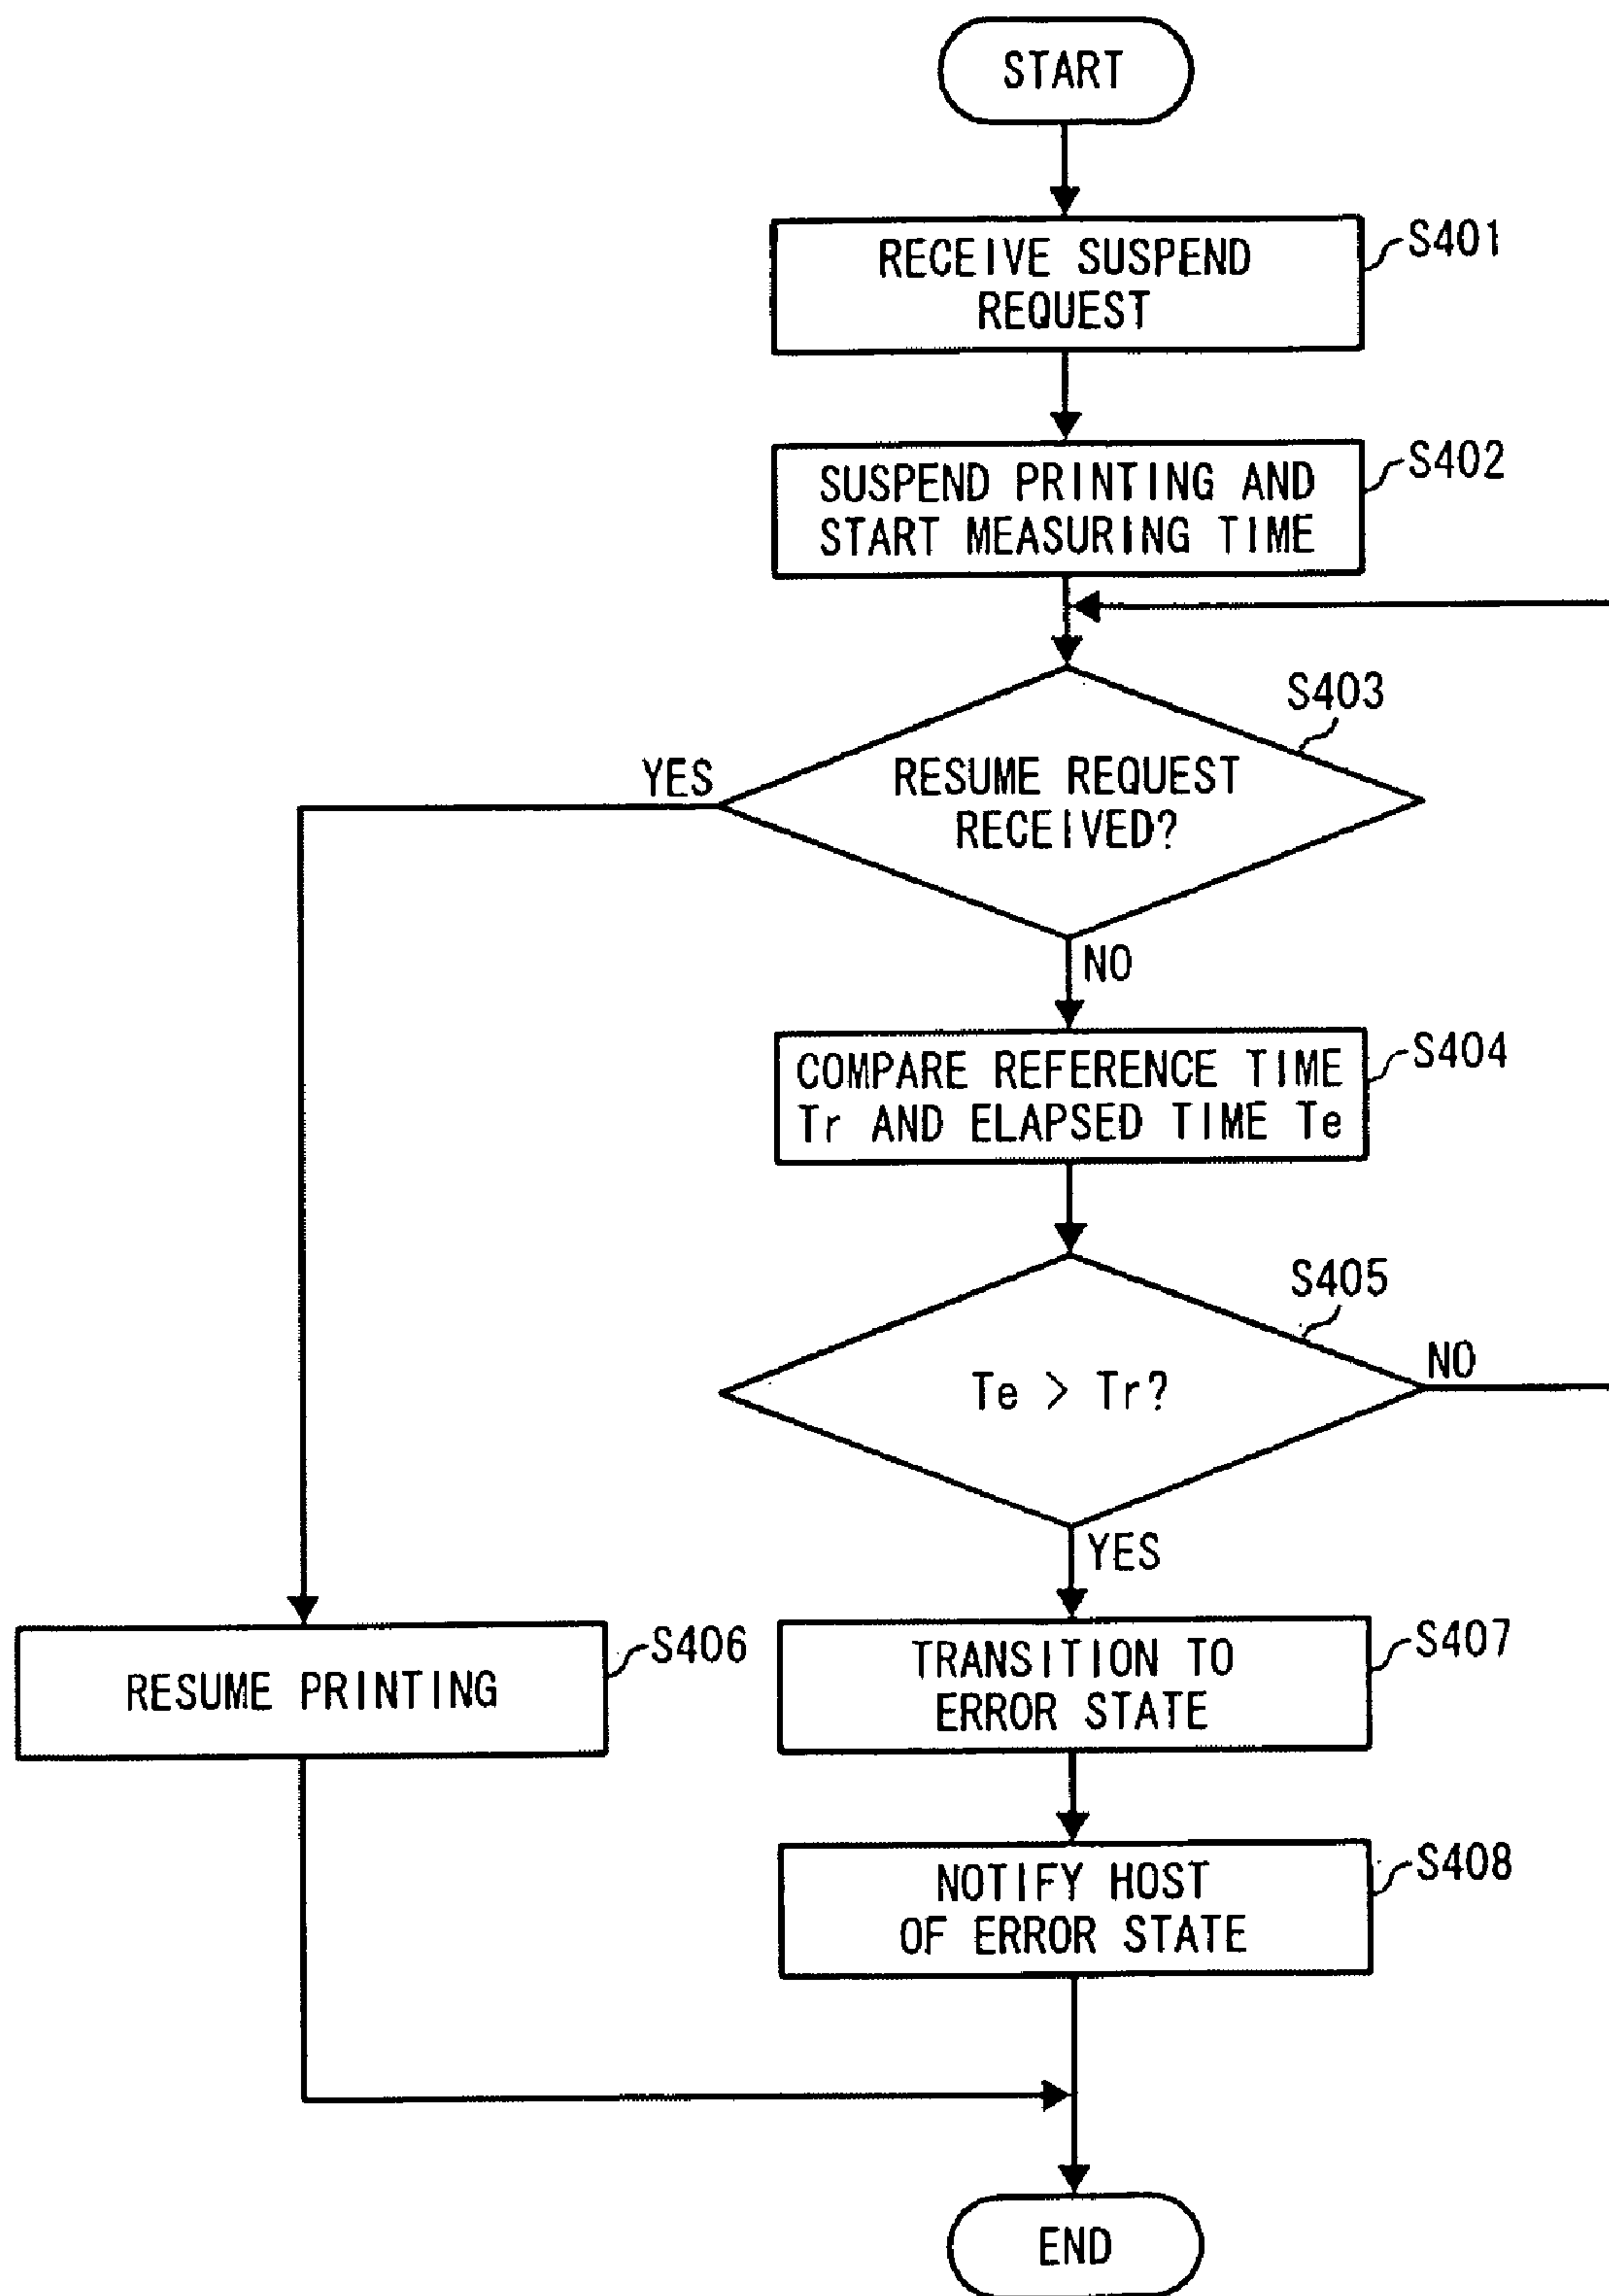 START
RECEIVE SUSPEND
REQUEST
S401
SUSPEND PRINTING AND
START MEASURING TIME
S402
S403
RESUME REQUEST
RECEIVED?
YES
NO
COMPARE REFERENCE TIME
Tr AND ELAPSED TIME Te
S404
S405
Te > Tr?
NO
YES
RESUME PRINTING
S406
TRANSITION TO
ERROR STATE
S407
NOTIFY HOST
OF ERROR STATE
S408
END